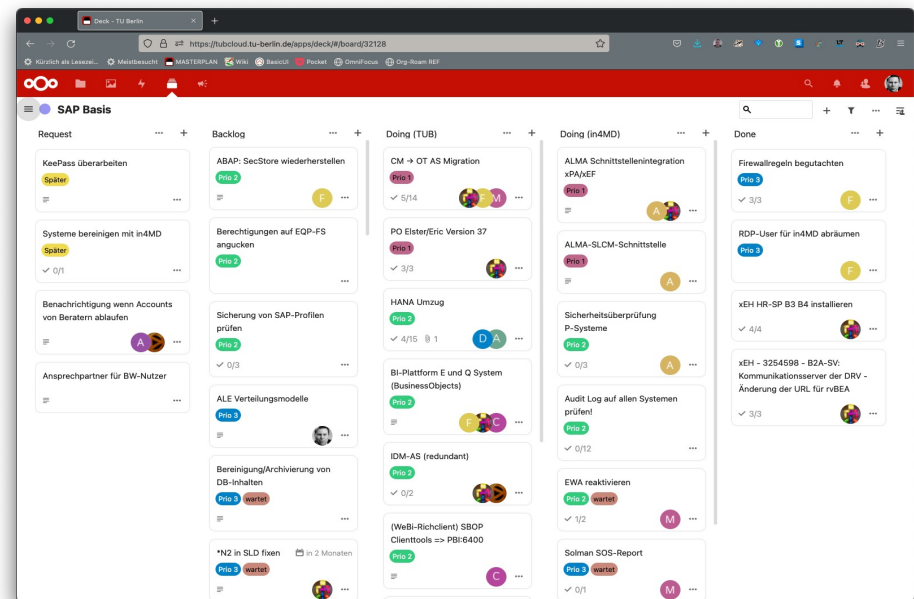 Deck - TU Berlin
https://tubcloud.tu-berlin.de/apps/deck/#/board/32128
Kürzlich als Lesezei...
Meistbesucht
MASTERPLAN
Wiki
BasicUI
Pocket
OmniFocus
Org-Roam REF
SAP Basis
Request
KeePass überarbeiten
Später
Systeme bereinigen mit in4MD
Später
0/1
Benachrichtigung wenn Accounts
von Beratern ablaufen
A
Ansprechpartner für BW-Nutzer
Backlog
ABAP: SecStore wiederherstellen
Prio 2
F
Berechtigungen auf EQP-FS
angucken
Prio 2
Sicherung von SAP-Profilen
prüfen
Prio 2
0/3
ALE Verteilungsmodelle
Prio 3
Bereinigung/Archivierung von
DB-Inhalten
Prio 3 wartet
*N2 in SLD fixen in 2 Monaten
Prio 3 wartet
Doing (TUB)
CM → OT AS Migration
Prio 1
5/14
F M
PO Elster/Eric Version 37
Prio 1
3/3
HANA Umzug
Prio 2
4/15 1
D A
BI-Plattform E und Q System
(BusinessObjects)
Prio 2
F C
IDM-AS (redundant)
Prio 2
0/2
(WeBi-Richclient) SBOP
Clienttools => PBI:6400
Prio 2
C
Doing (in4MD)
ALMA Schnittstellenintegration
xPA/xEF
Prio 1
A
ALMA-SLCM-Schnittstelle
Prio 1
A
Sicherheitsüberprüfung
P-Systeme
Prio 2
0/3
A
Audit Log auf allen Systemen
prüfen!
Prio 2
0/12
EWA reaktivieren
Prio 2 wartet
1/2
M
Solman SOS-Report
Prio 3 wartet
0/1
M
Done
Firewallregeln begutachten
Prio 3
3/3
F
RDP-User für in4MD abräumen
Prio 3
F
xEH HR-SP B3 B4 installieren
4/4
xEH - 3254598 - B2A-SV:
Kommunikationsserver der DRV -
Änderung der URL für rvBEA
3/3